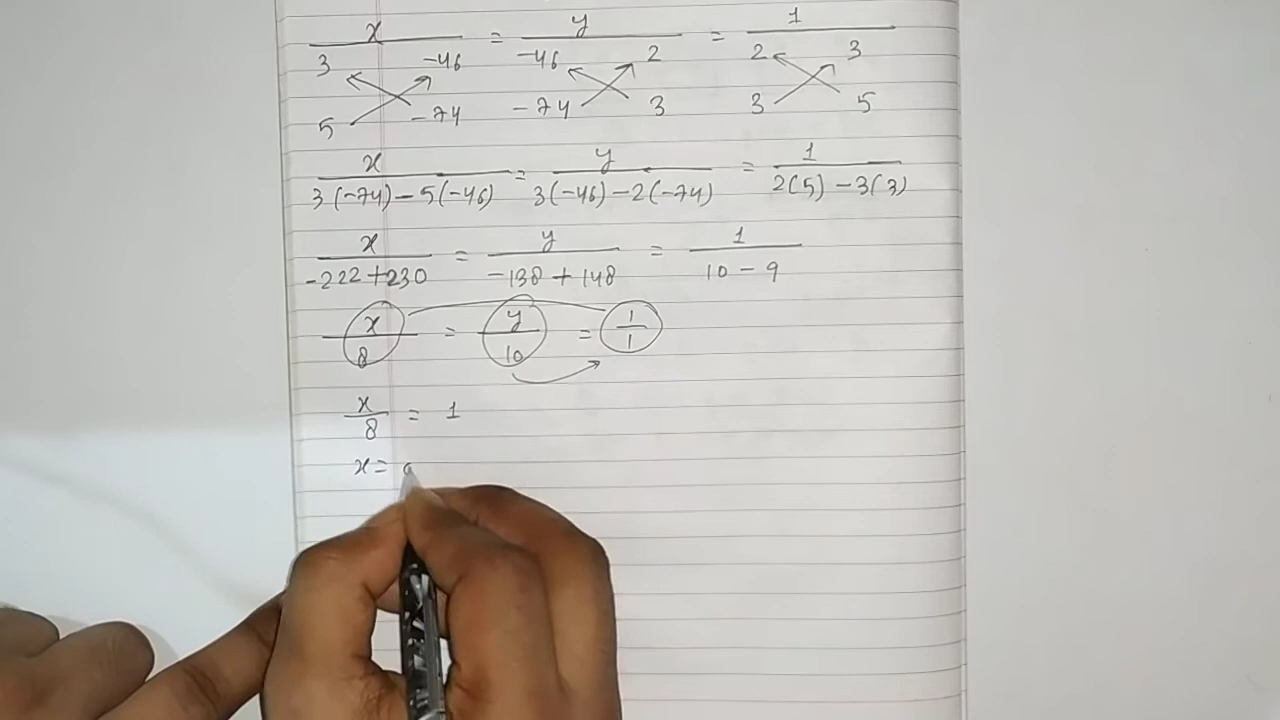 x = y = 1
3 -46 -46 2 2 3
5 -74 -74 3 3 5
x = y = 1
3(-74)-5(-46) 3(-46)-2(-74) 2(5)-3(3)
x = y = 1
-222+230 -138+148 10-9
x = y = 1
8 10 1
x/8 = 1
x =